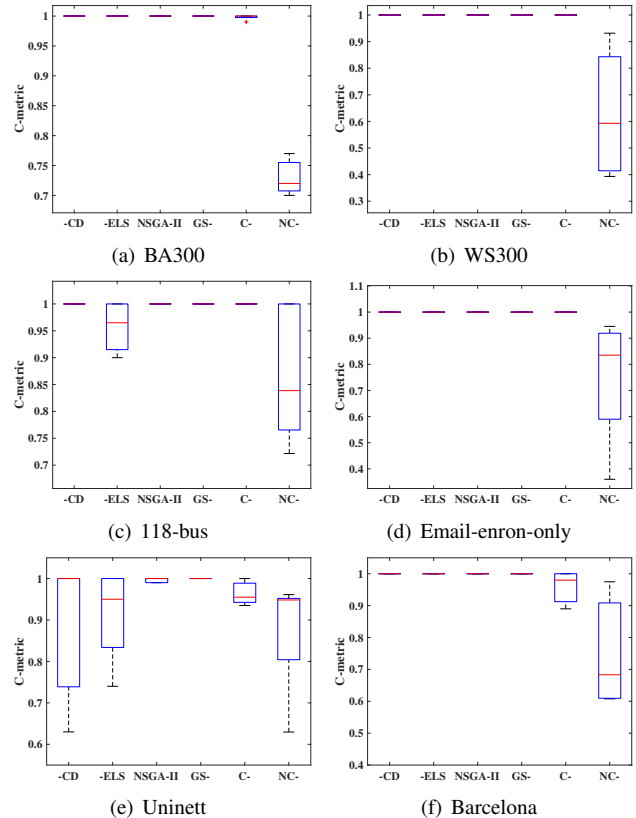 1
0.95
0.9
0.85
0.8
0.75
0.7
C-metric
-CD -ELS NSGA-II GS- C- NC-
(a) BA300
1
0.9
0.8
0.7
0.6
0.5
0.4
0.3
C-metric
-CD -ELS NSGA-II GS- C- NC-
(b) WS300
1
0.95
0.9
0.85
0.8
0.75
0.7
C-metric
-CD -ELS NSGA-II GS- C- NC-
(c) 118-bus
1.1
1
0.9
0.8
0.7
0.6
0.5
0.4
C-metric
-CD -ELS NSGA-II GS- C- NC-
(d) Email-enron-only
1
0.9
0.8
0.7
0.6
C-metric
-CD -ELS NSGA-II GS- C- NC-
(e) Uninett
1
0.9
0.8
0.7
0.6
0.5
0.4
C-metric
-CD -ELS NSGA-II GS- C- NC-
(f) Barcelona